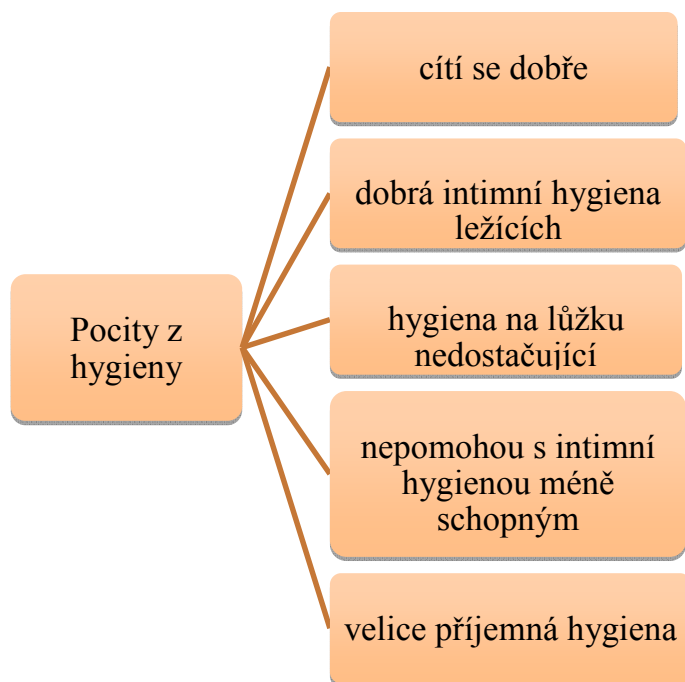 Pocity z
hygieny
cítí se dobře
dobrá intimní hygiena
ležících
hygiena na lůžku
nedostačující
nepomohou s intimní
hygienou méně
schopným
velice příjemná hygiena